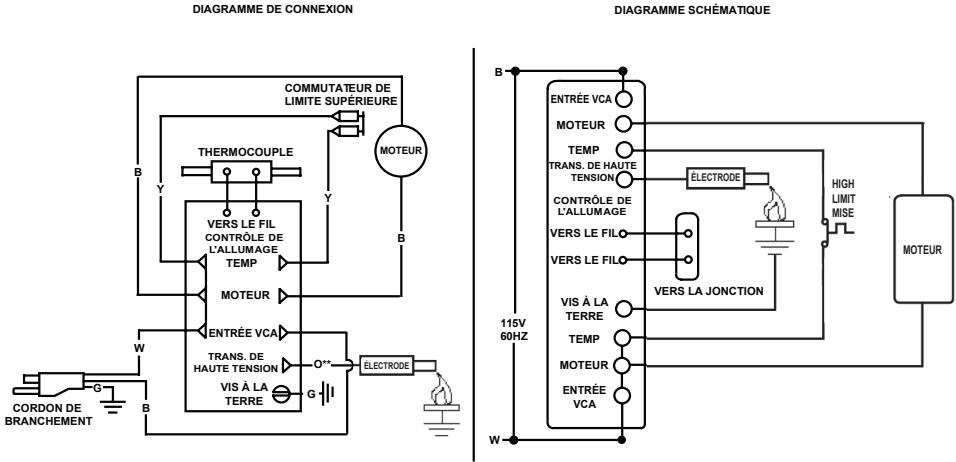 DIAGRAMME DE CONNEXION
COMMUTATEUR DE
LIMITE SUPÉRIEURE
THERMOCOUPLE
MOTEUR
B
Y
Y
B
VERS LE FIL
CONTRÔLE DE
L'ALLUMAGE
TEMP
MOTEUR
ENTRÉE VCA
W
TRANS. DE
HAUTE TENSION
O**
ÉLECTRODE
VIS À LA
TERRE
G
G
B
CORDON DE
BRANCHEMENT
DIAGRAMME SCHÉMATIQUE
B
ENTRÉE VCA
MOTEUR
TEMP
TRANS. DE HAUTE
TENSION
ÉLECTRODE
CONTRÔLE DE
L'ALLUMAGE
HIGH
LIMIT
MISE
VERS LE FIL
VERS LE FIL
MOTEUR
VERS LA JONCTION
VIS À LA
TERRE
115V
60HZ
TEMP
MOTEUR
ENTRÉE
VCA
W